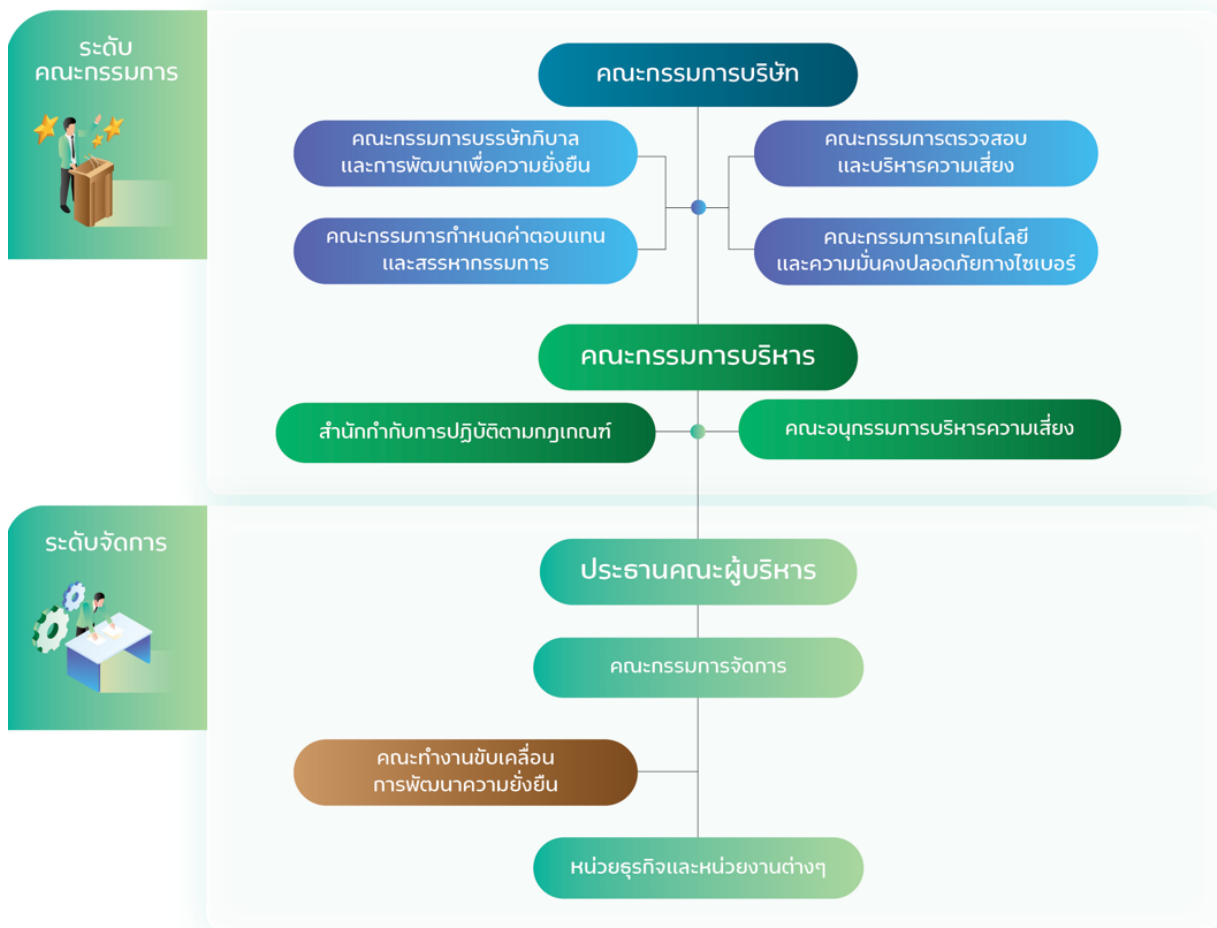 ระดับ
คณะกรรมการ
คณะกรรมการบริษัท
คณะกรรมการบรรษัทภิบาล
และการพัฒนาเพื่อความยั่งยืน
คณะกรรมการตรวจสอบ
และบริหารความเสี่ยง
คณะกรรมการกำหนดค่าตอบแทน
และสรรหากรรมการ
คณะกรรมการเทคโนโลยี
และความมั่นคงปลอดภัยทางไซเบอร์
คณะกรรมการบริหาร
สำนักกำกับการปฏิบัติตามกฎเกณฑ์
คณะอนุกรรมการบริหารความเสี่ยง
ระดับจัดการ
ประธานคณะผู้บริหาร
คณะกรรมการจัดการ
คณะทำงานขับเคลื่อน
การพัฒนาความยั่งยืน
หน่วยธุรกิจและหน่วยงานต่างๆ